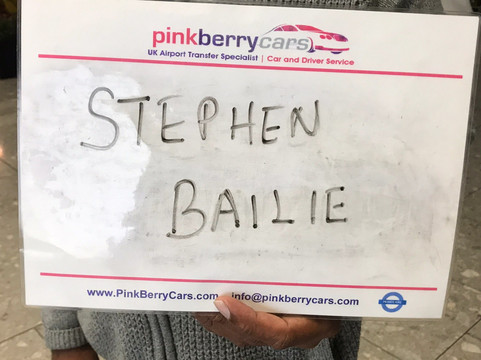 pinkberrycars
UK Airport Transfer Specialist | Car and Driver Service
STEPHEN
BAILIE
www.PinkBerryCars.com info@pinkberrycars.com